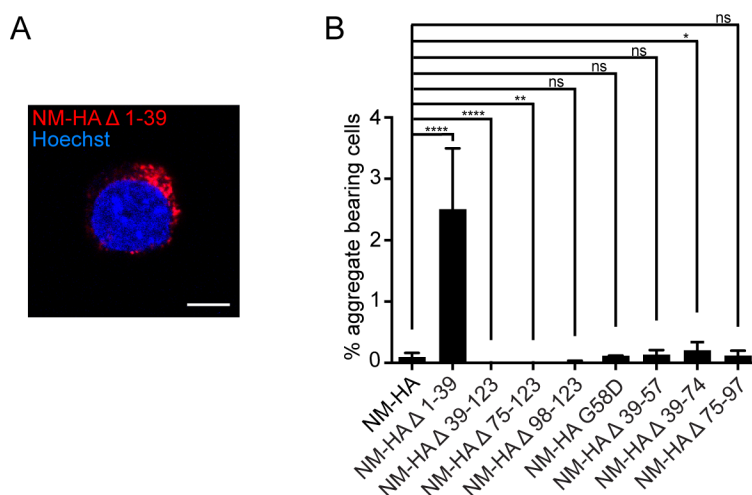 A
NM-HA Δ 1-39
Hoechst
B
ns
*
ns
ns
ns
**
****
****
% aggregate bearing cells
4
3
2
1
0
NM-HA
NM-HA Δ 1-39
NM-HA Δ 39-123
NM-HA Δ 75-123
NM-HA Δ 98-123
NM-HA G58D
NM-HA Δ 39-57
NM-HA Δ 39-74
NM-HA Δ 75-97